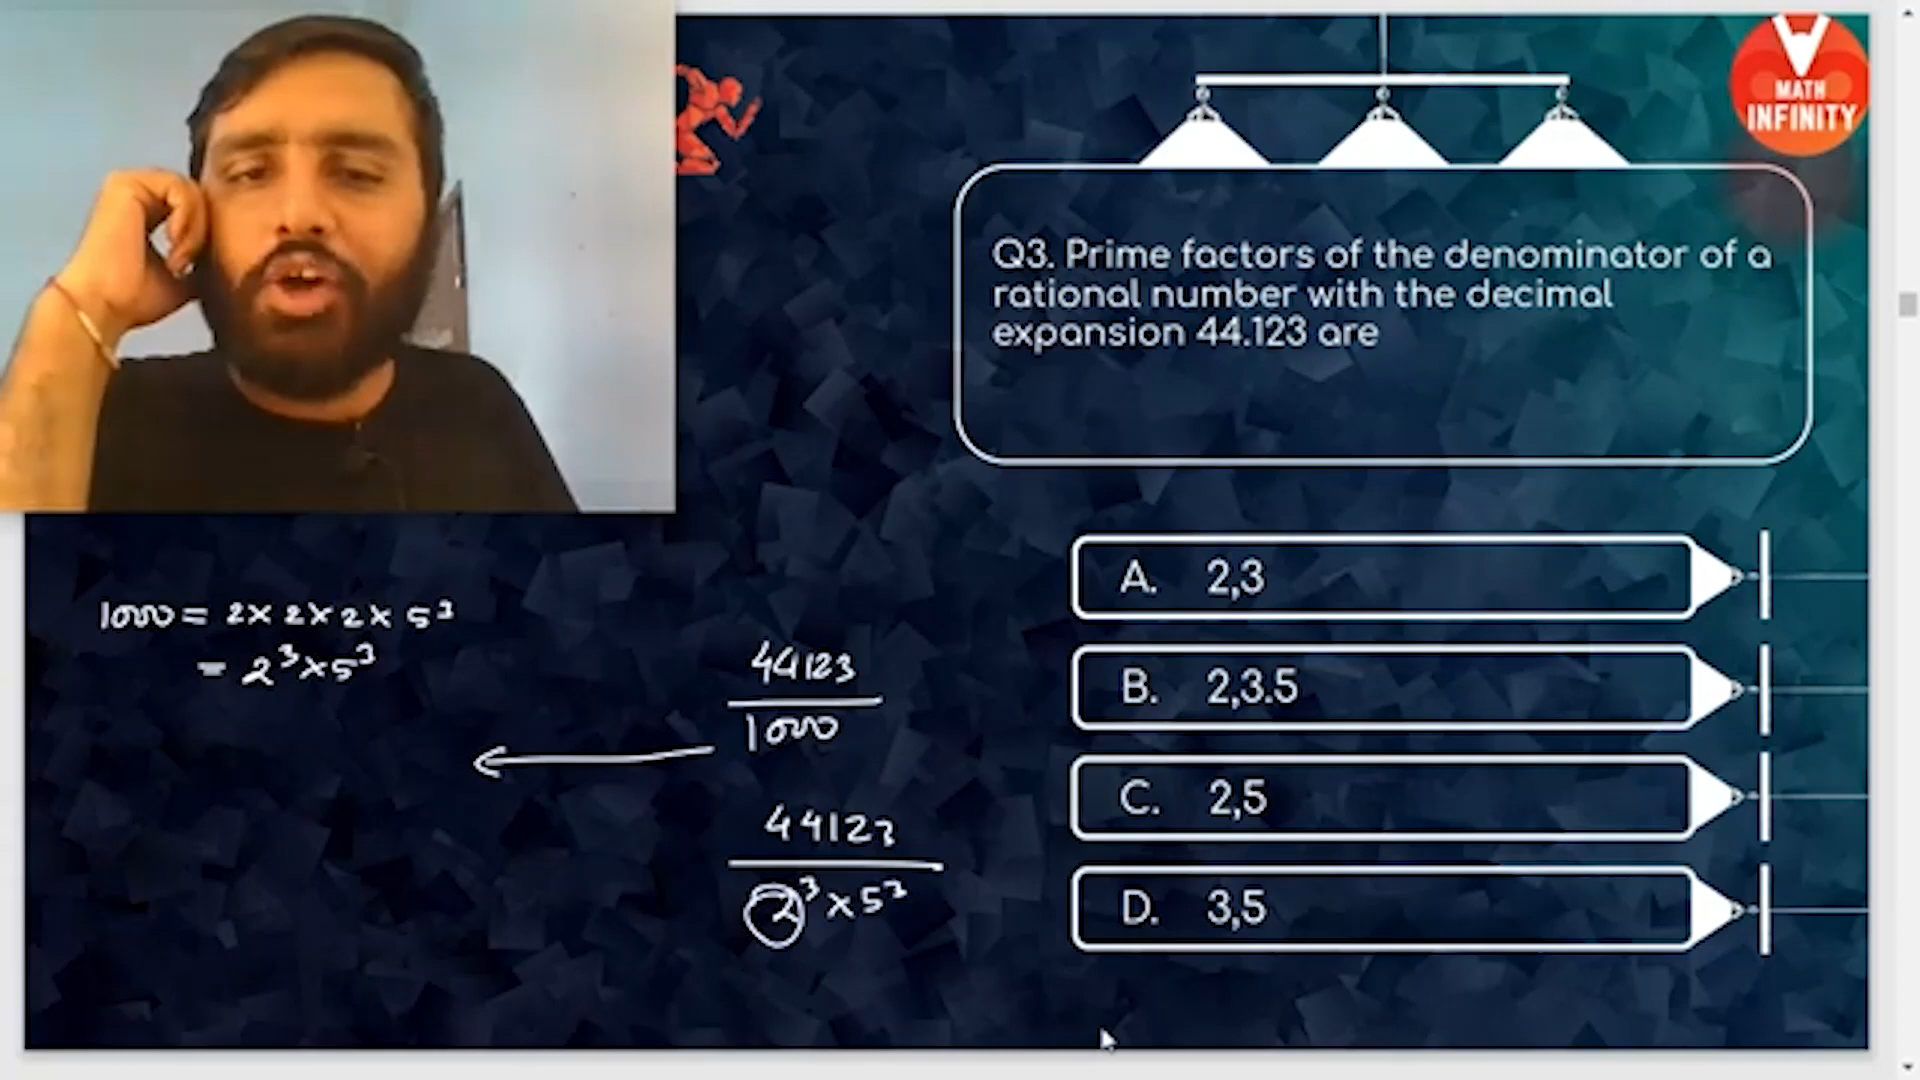 MATH
INFINITY
Q3. Prime factors of the denominator of a
rational number with the decimal
expansion 44.123 are
A. 2,3
B. 2,3.5
C. 2,5
D. 3,5
1000 = 2 × 2 × 2 × 5³
= 2³ × 5³
44123
1000
44123
2³ × 5³